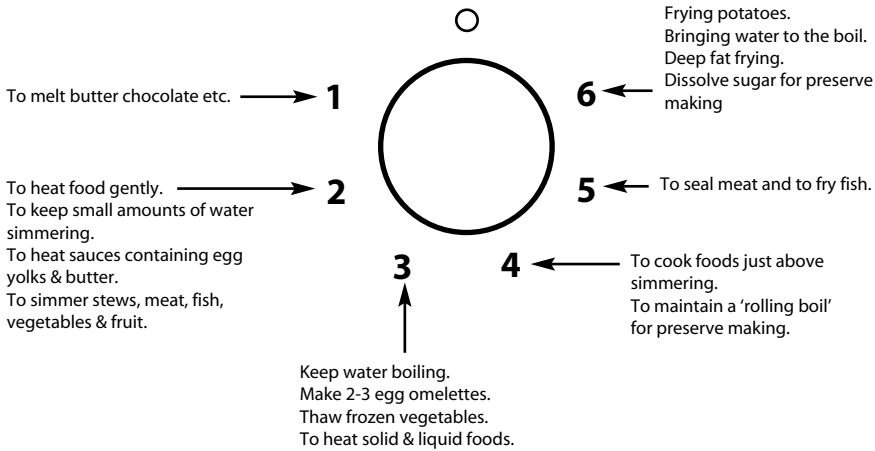 To melt butter chocolate etc.
1
To heat food gently.
To keep small amounts of water
simmering.
To heat sauces containing egg
yolks & butter.
To simmer stews, meat, fish,
vegetables & fruit.
2
3
Keep water boiling.
Make 2-3 egg omelettes.
Thaw frozen vegetables.
To heat solid & liquid foods.
4
To cook foods just above
simmering.
To maintain a ‘rolling boil’
for preserve making.
5
To seal meat and to fry fish.
6
Frying potatoes.
Bringing water to the boil.
Deep fat frying.
Dissolve sugar for preserve
making